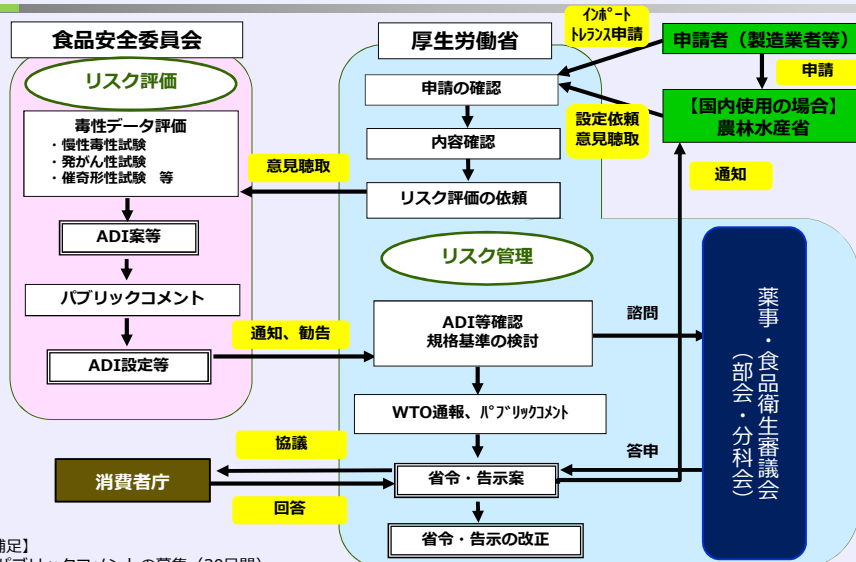 食品安全委員会
リスク評価
毒性データ評価
・慢性毒性試験
・発がん性試験
・催奇形性試験 等
ADI案等
パブリックコメント
ADI設定等
意見聴取
通知、勧告
厚生労働省
申請の確認
内容確認
リスク評価の依頼
リスク管理
ADI等確認
規格基準の検討
WTO通報、ﾊﾟﾌﾞﾘｯｸｺﾒﾝﾄ
省令・告示案
省令・告示の改正
インポート
トレランス申請
申請者（製造業者等）
申請
【国内使用の場合】
農林水産省
設定依頼
意見聴取
通知
諮問
答申
薬事・食品衛生審議会
（部会・分科会）
協議
消費者庁
回答
補足】